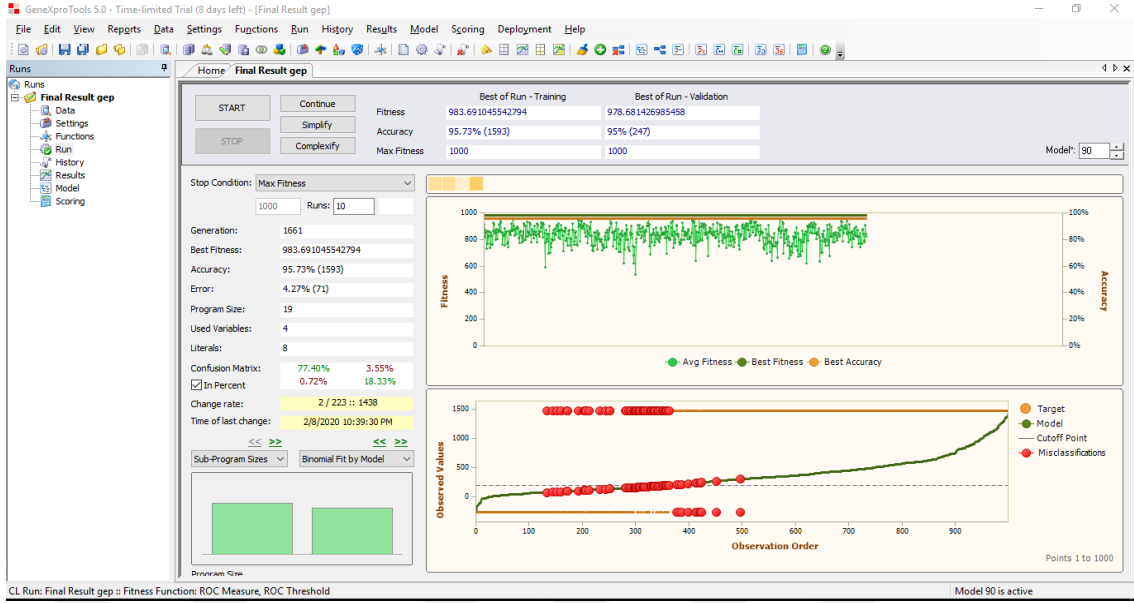 GeneXproTools 5.0 - Time-limited Trial (8 days left) - [Final Result gep]
File Edit View Reports Data Settings Functions Run History Results Model Scoring Deployment Help
Runs
Home Final Result gep
Runs
Final Result gep
Data
Settings
Functions
Run
History
Results
Model
Scoring
START
STOP
Continue
Simplify
Complexify
Best of Run - Training Best of Run - Validation
Fitness 983.691045542794 978.681426985458
Accuracy 95.73% (1593) 95% (247)
Max Fitness 1000 1000
Model*: 90
Stop Condition: Max Fitness
1000 Runs: 10
Generation: 1661
Best Fitness: 983.691045542794
Accuracy: 95.73% (1593)
Error: 4.27% (71)
Program Size: 19
Used Variables: 4
Literals: 8
Confusion Matrix: 77.40% 3.55%
In Percent 0.72% 18.33%
Change rate: 2 / 223 :: 1438
Time of last change: 2/8/2020 10:39:30 PM
<< >> << >>
Sub-Program Sizes Binomial Fit by Model
Program Size
Fitness
1000
800
600
400
200
0
100%
80%
60%
40%
20%
0%
Accuracy
Avg Fitness Best Fitness Best Accuracy
Observed Values
1500
1000
500
0
0 100 200 300 400 500 600 700 800 900
Observation Order
Target
Model
Cutoff Point
Misclassifications
Points 1 to 1000
CL Run: Final Result gep :: Fitness Function: ROC Measure, ROC Threshold
Model 90 is active